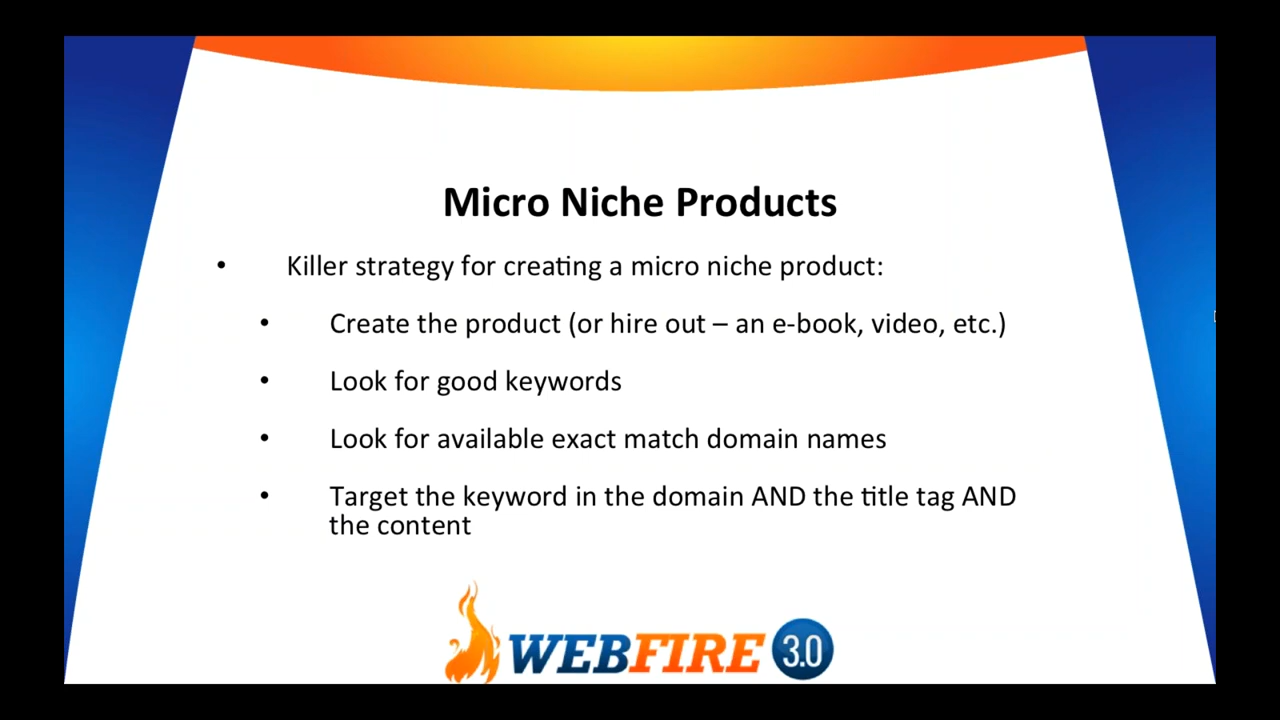 Micro Niche Products
• Killer strategy for creating a micro niche product:
• Create the product (or hire out – an e-book, video, etc.)
• Look for good keywords
• Look for available exact match domain names
• Target the keyword in the domain AND the title tag AND
the content
WEBFIRE 3.0